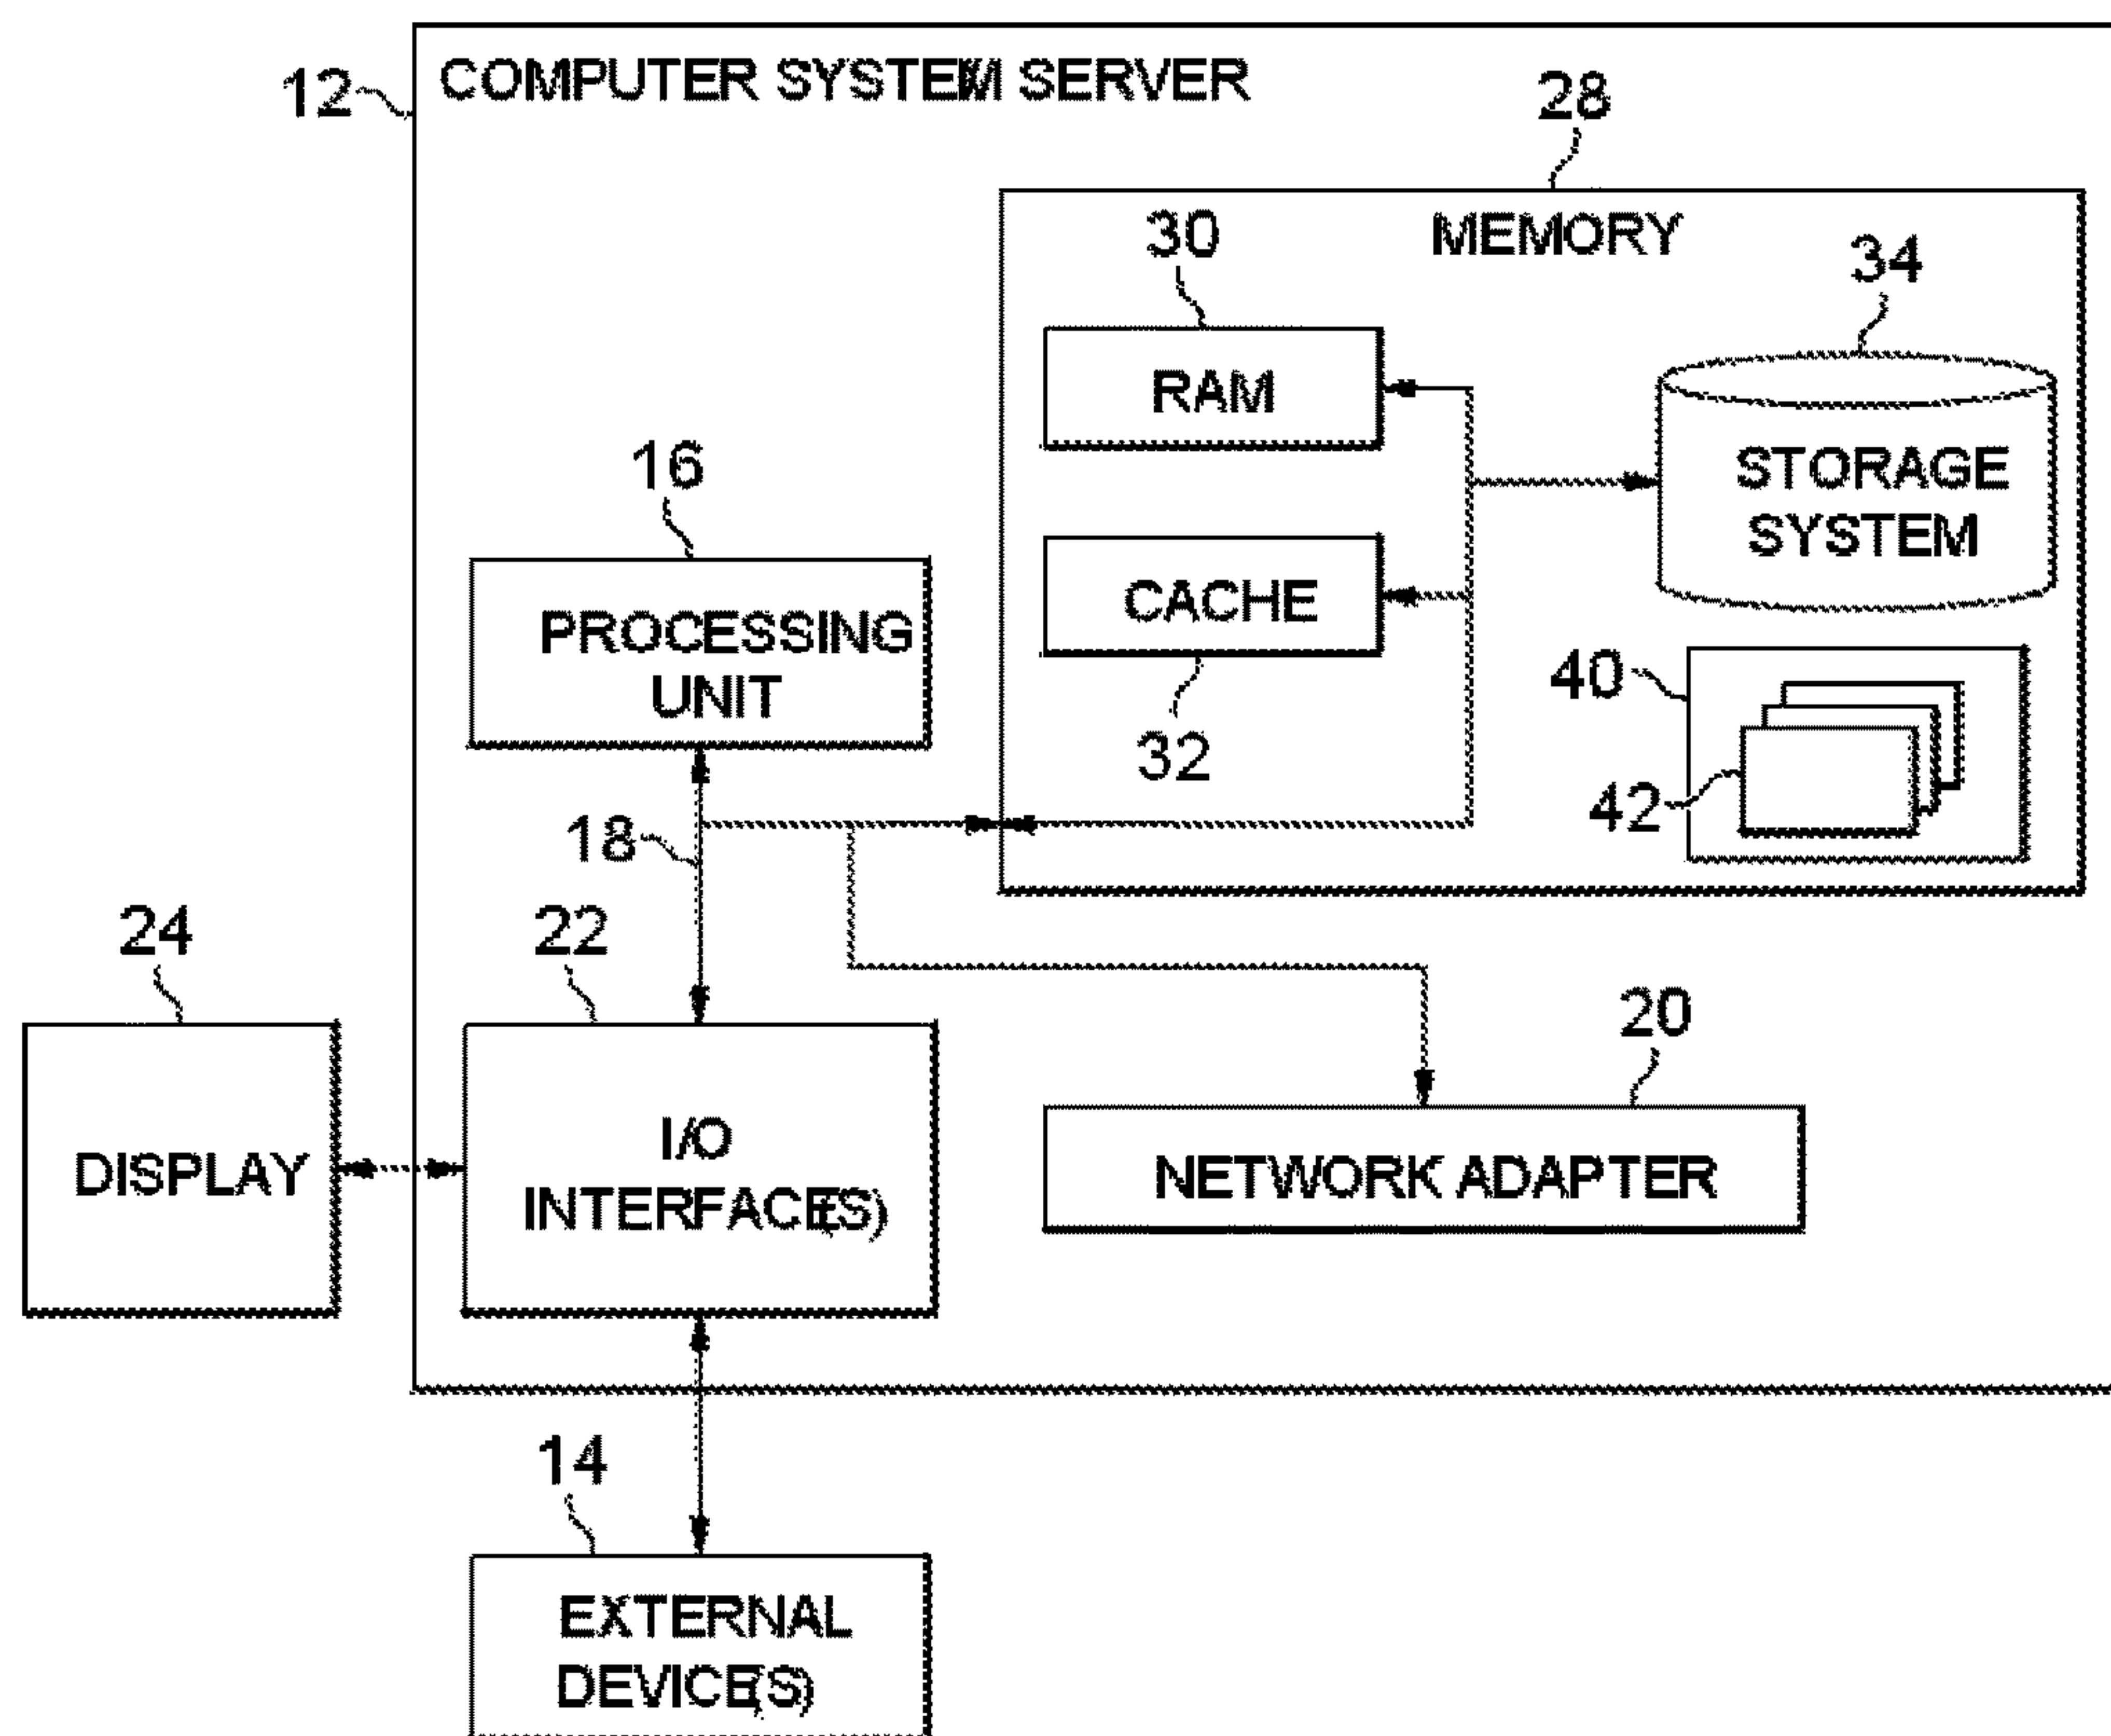 12
COMPUTER SYSTEM SERVER
28
MEMORY
30
34
RAM
STORAGE
SYSTEM
16
PROCESSING
UNIT
CACHE
32
40
42
18
24
22
20
DISPLAY
I/O
INTERFACE(S)
NETWORK ADAPTER
14
EXTERNAL
DEVICE(S)